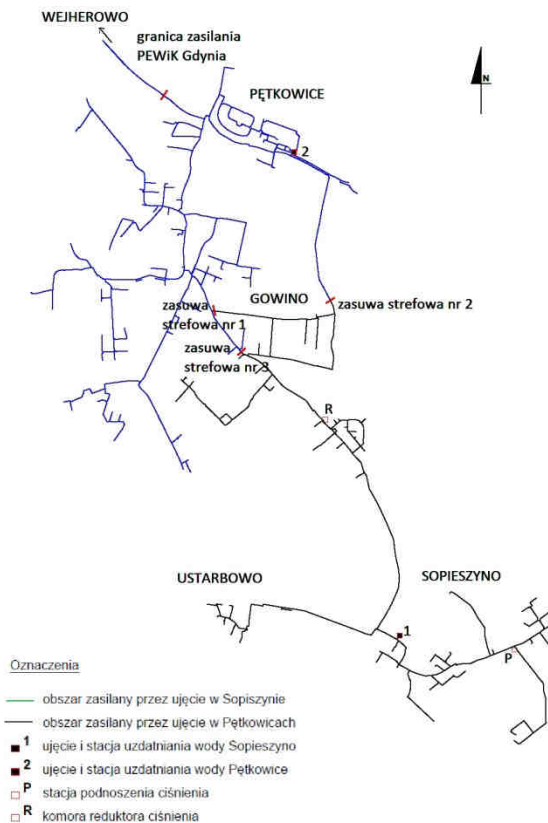 WEJHEROWO
granica zasilania
PEWiK Gdynia
N
PĘTKOWICE
2
GOWINO
zasuwa strefowa nr 2
zasuwa
strefowa nr 1
zasuwa
strefowa nr 3
R
USTARBOWO
SOPIESZYNO
1
P
Oznaczenia
obszar zasilany przez ujęcie w Sopiszynie
obszar zasilany przez ujęcie w Pętkowicach
1 ujęcie i stacja uzdatniania wody Sopieszyno
2 ujęcie i stacja uzdatniania wody Pętkowice
P stacja podnoszenia ciśnienia
R komora reduktora ciśnienia